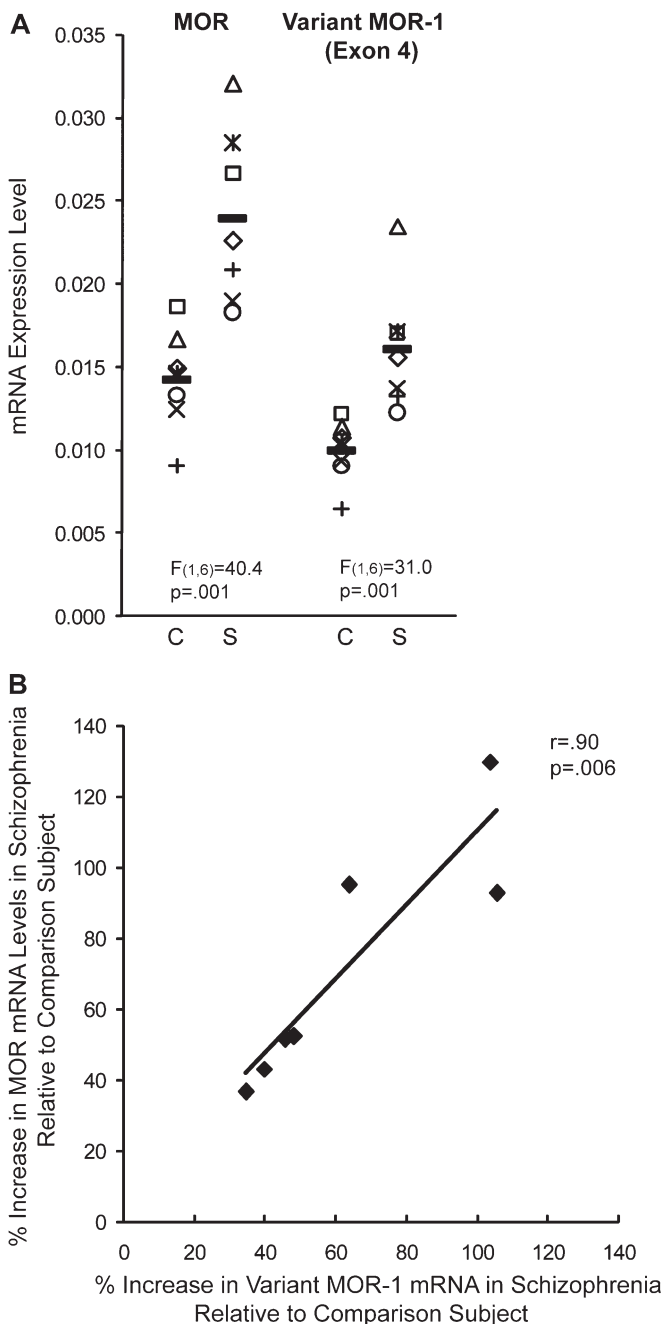 A
MOR
Variant MOR-1
(Exon 4)
mRNA Expression Level
0.035
0.030
0.025
0.020
0.015
0.010
0.005
0.000
F(1,6)=40.4
p=.001
F(1,6)=31.0
p=.001
C
S
C
S
B
% Increase in MOR mRNA Levels in Schizophrenia
Relative to Comparison Subject
140
120
100
80
60
40
20
0
r=.90
p=.006
0
20
40
60
80
100
120
140
% Increase in Variant MOR-1 mRNA in Schizophrenia
Relative to Comparison Subject